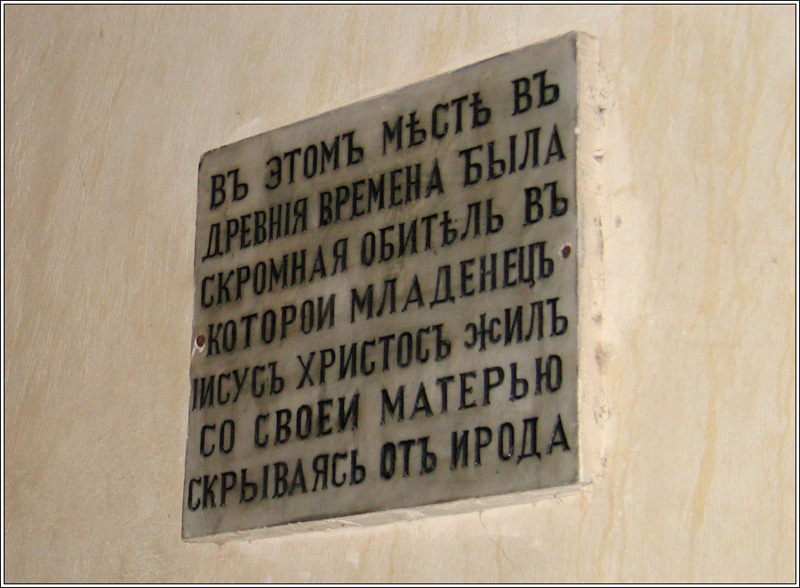 ВЪ ЭТОМЪ МѢСТѢ ВЪ
ДРЕВНІЯ ВРЕМЕНА БЫЛА
СКРОМНАЯ ОБИТѢЛЬ ВЪ
КОТОРОИ МЛАДЕНЕЦЪ
ІИСУСЪ ХРИСТОСЪ ЖИЛЪ
СО СВОЕИ МАТЕРЬЮ
СКРЫВАЯСЬ ОТЪ ИРОДА